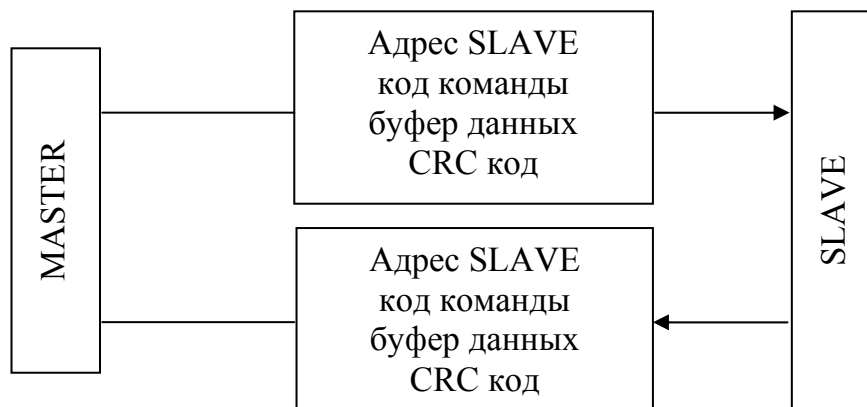 MASTER
Адрес SLAVE
код команды
буфер данных
CRC код
Адрес SLAVE
код команды
буфер данных
CRC код
SLAVE